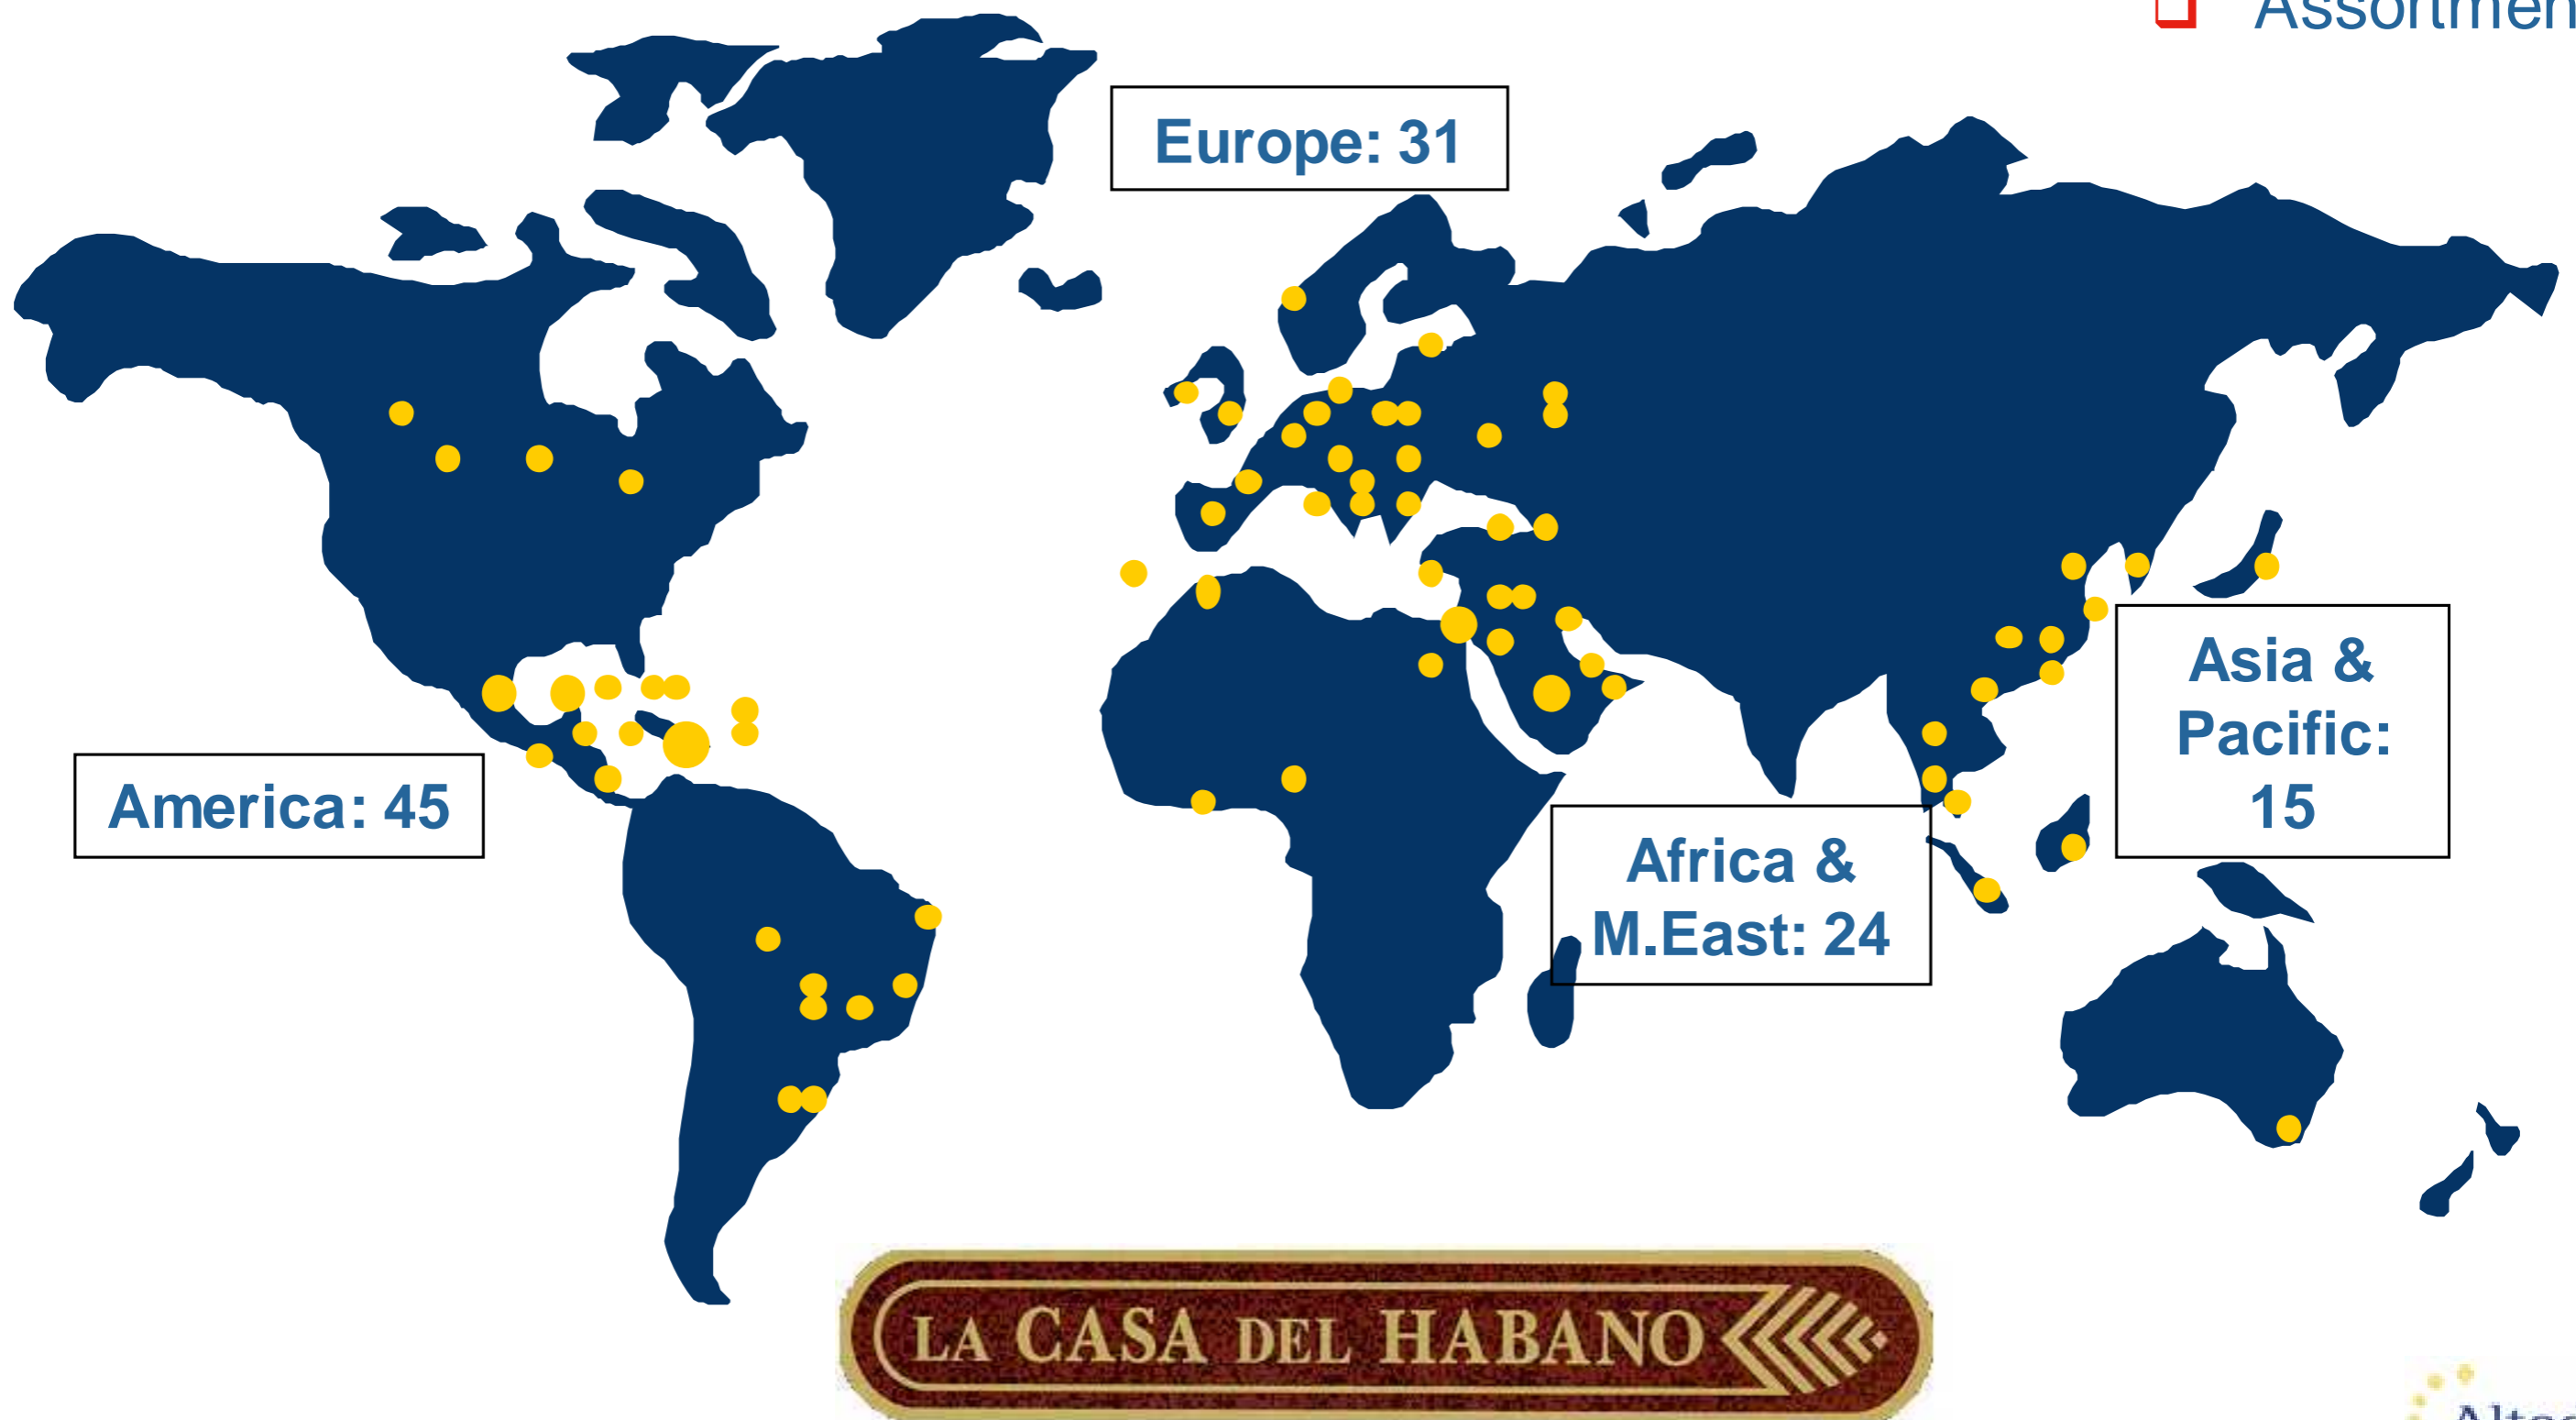 Europe: 31
America: 45
Asia &
Pacific:
15
Africa &
M.East: 24
LA CASA DEL HABANO